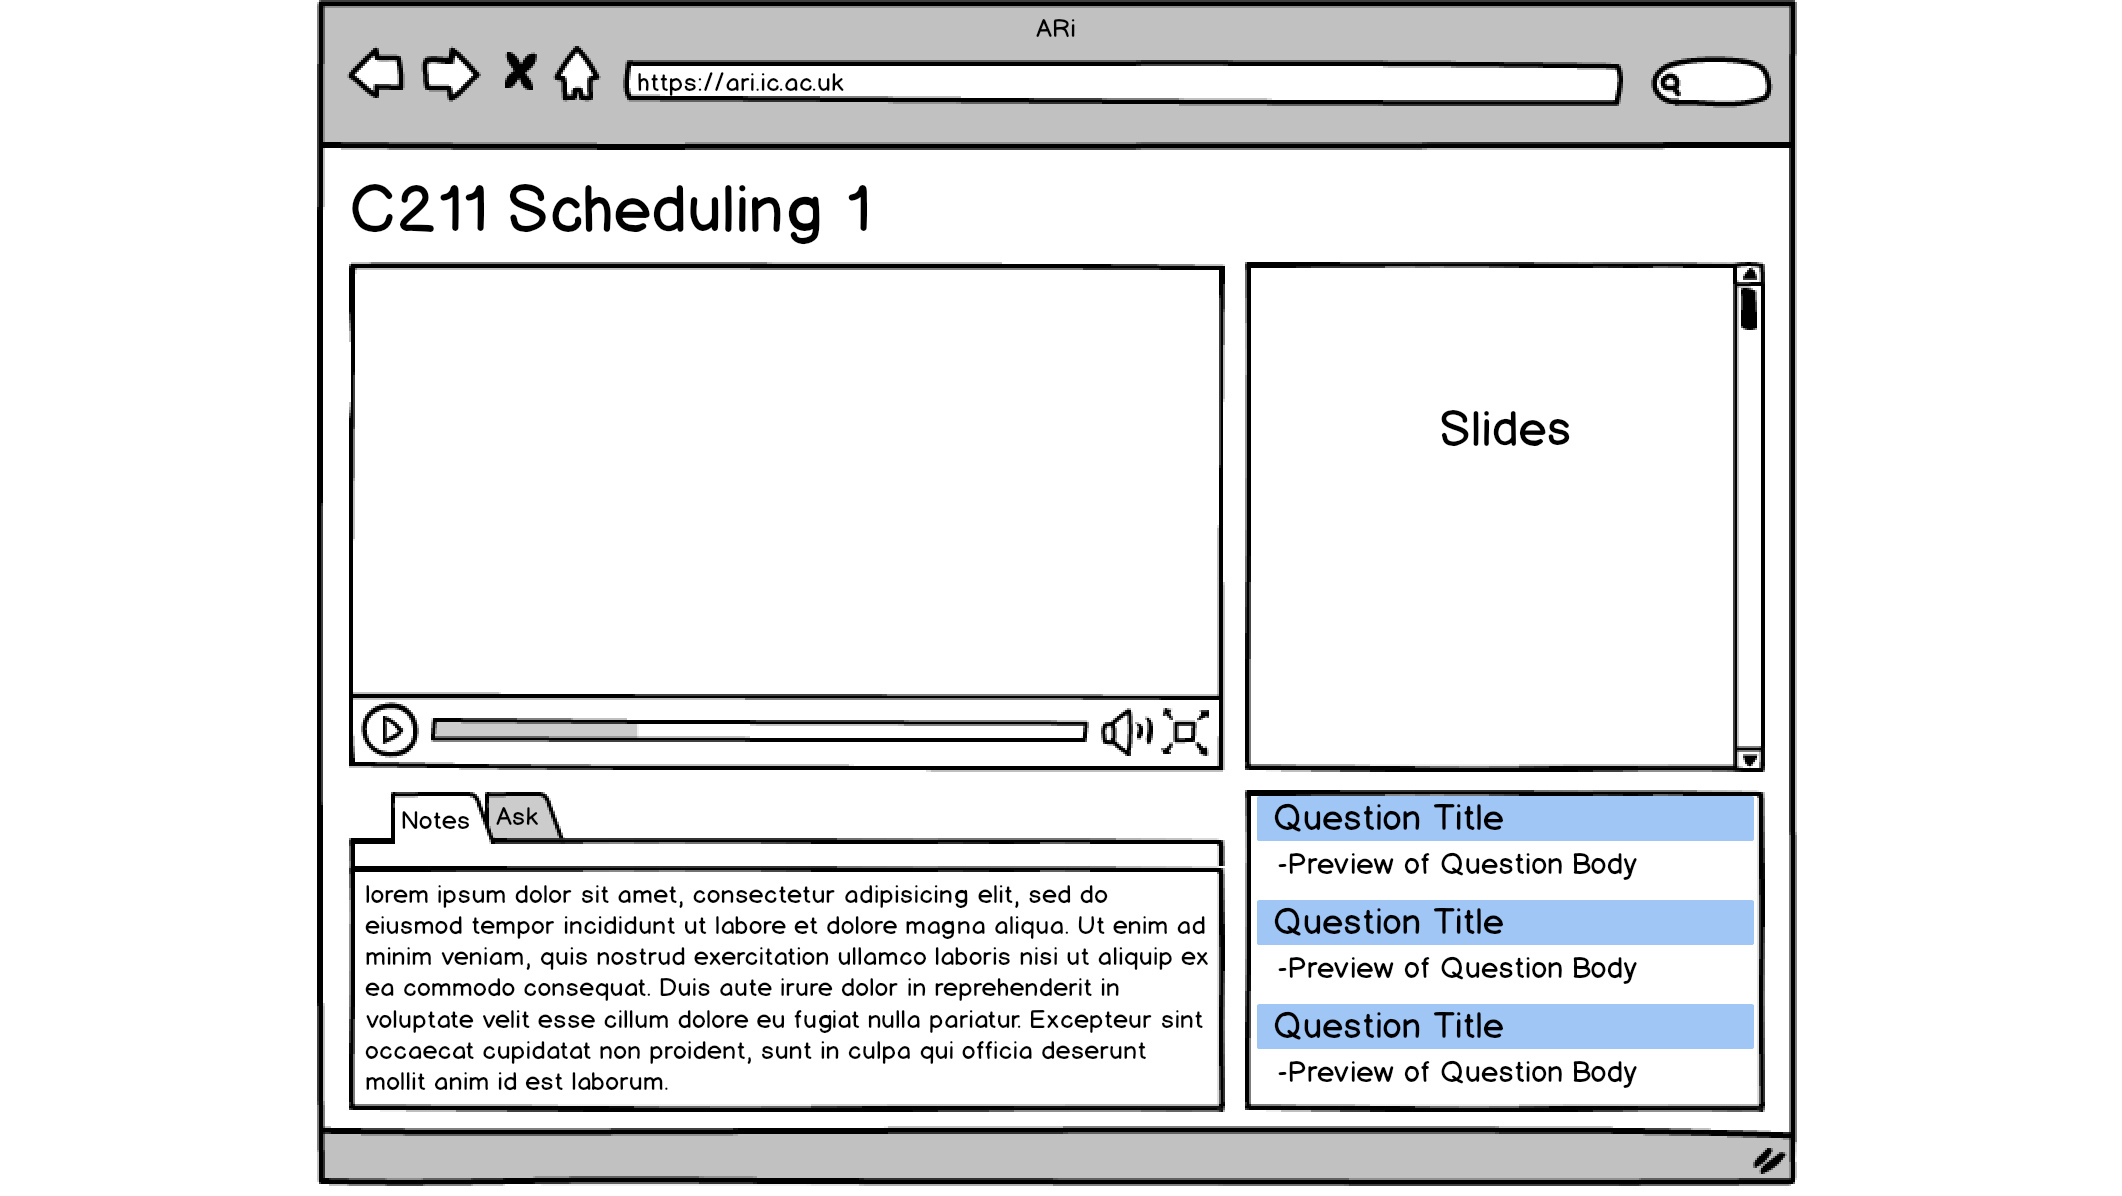 ARi
https://ari.ic.ac.uk
C211 Scheduling 1
Slides
Notes
Ask
lorem ipsum dolor sit amet, consectetur adipisicing elit, sed do
eiusmod tempor incididunt ut labore et dolore magna aliqua. Ut enim ad
minim veniam, quis nostrud exercitation ullamco laboris nisi ut aliquip ex
ea commodo consequat. Duis aute irure dolor in reprehenderit in
voluptate velit esse cillum dolore eu fugiat nulla pariatur. Excepteur sint
occaecat cupidatat non proident, sunt in culpa qui officia deserunt
mollit anim id est laborum.
Question Title
-Preview of Question Body
Question Title
-Preview of Question Body
Question Title
-Preview of Question Body